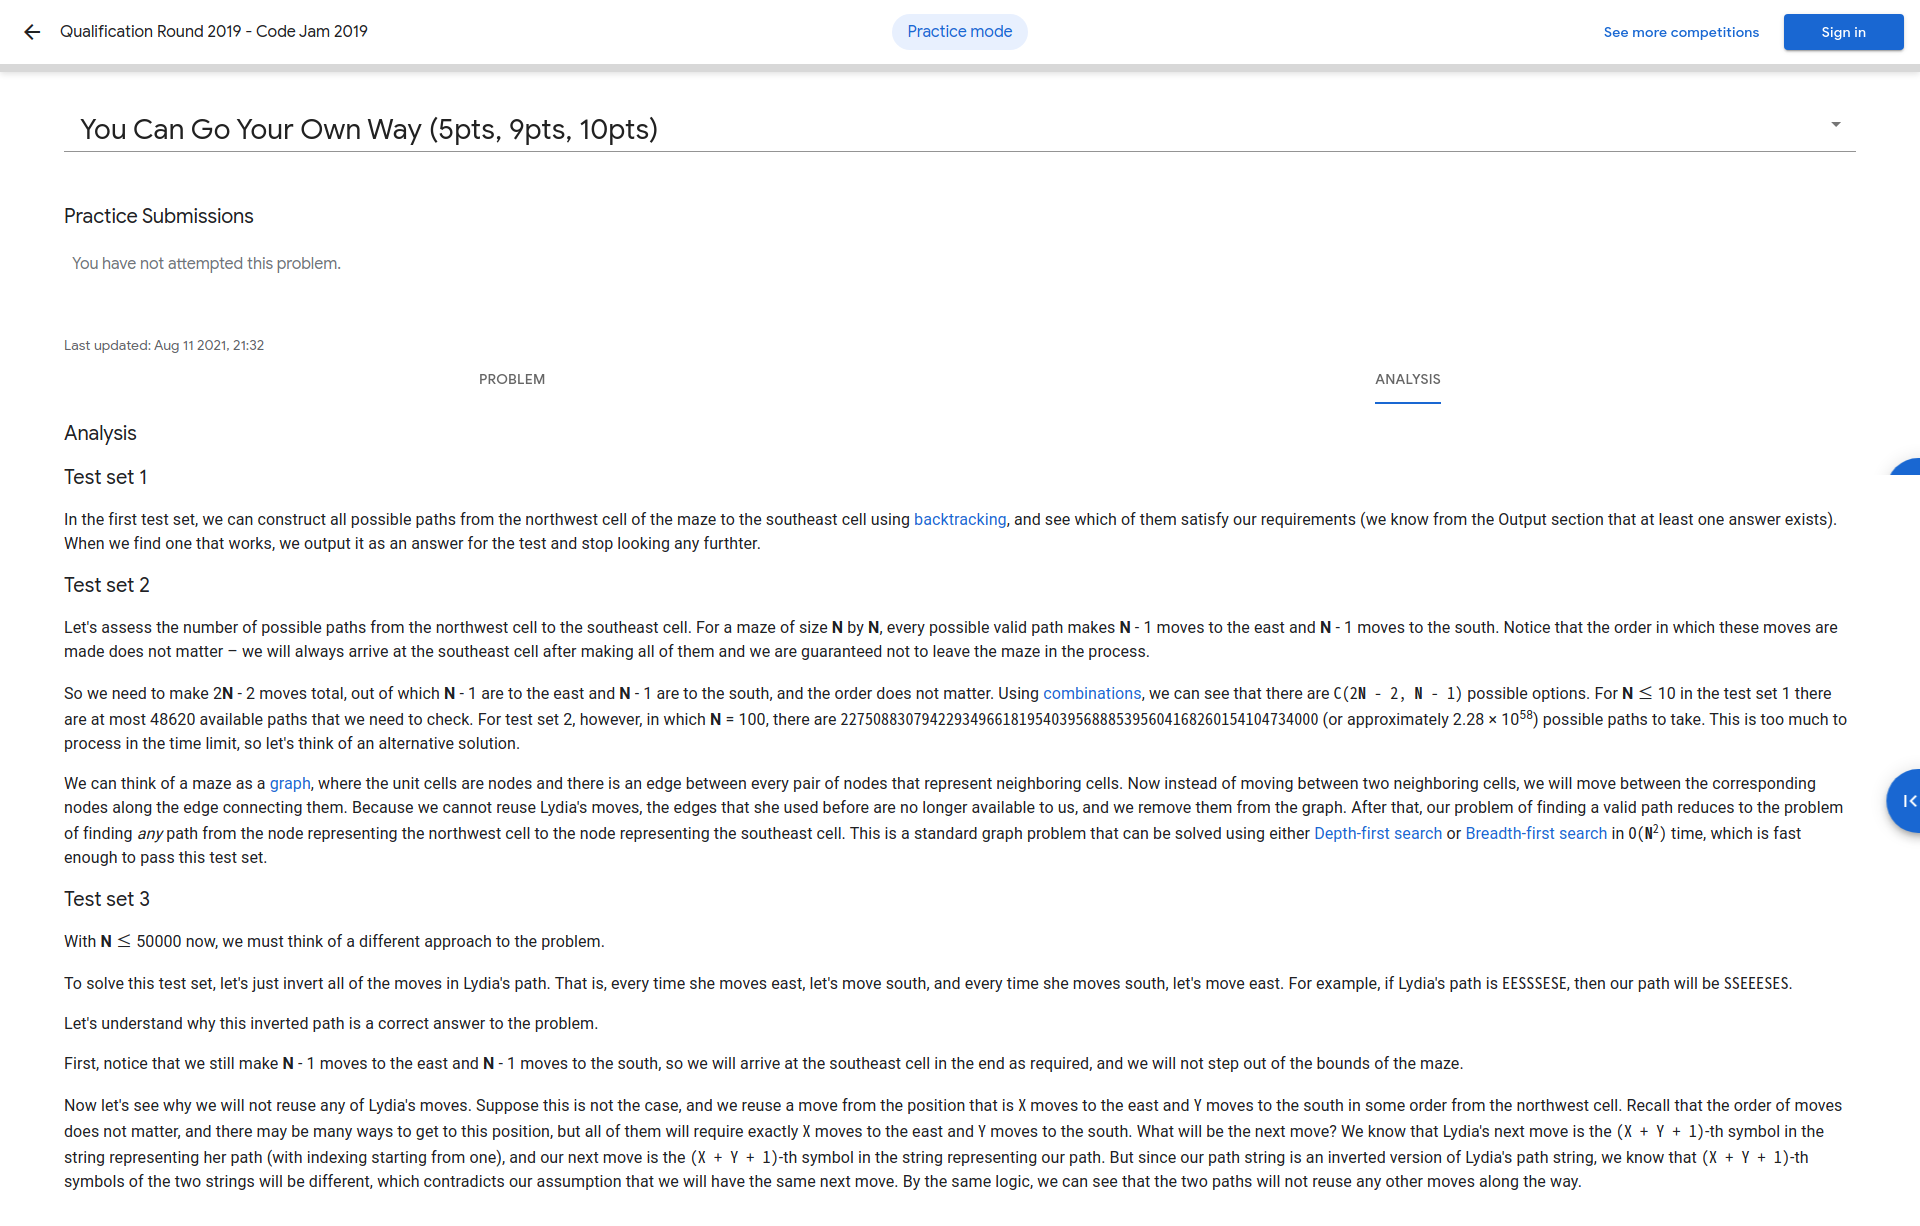 Qualification Round 2019 - Code Jam 2019
Practice mode
See more competitions
Sign in
You Can Go Your Own Way (5pts, 9pts, 10pts)
Practice Submissions
You have not attempted this problem.
Last updated: Aug 11 2021, 21:32
PROBLEM
ANALYSIS
Analysis
Test set 1
In the first test set, we can construct all possible paths from the northwest cell of the maze to the southeast cell using backtracking, and see which of them satisfy our requirements (we know from the Output section that at least one answer exists).
When we find one that works, we output it as an answer for the test and stop looking any furthter.
Test set 2
Let's assess the number of possible paths from the northwest cell to the southeast cell. For a maze of size N by N, every possible valid path makes N - 1 moves to the east and N - 1 moves to the south. Notice that the order in which these moves are
made does not matter – we will always arrive at the southeast cell after making all of them and we are guaranteed not to leave the maze in the process.
So we need to make 2N - 2 moves total, out of which N - 1 are to the east and N - 1 are to the south, and the order does not matter. Using combinations, we can see that there are C(2N - 2, N - 1) possible options. For N ≤ 10 in the test set 1 there
are at most 48620 available paths that we need to check. For test set 2, however, in which N = 100, there are 22750883079422934966181954039568885395604168260154104734000 (or approximately 2.28 × 10^58) possible paths to take. This is too much to
process in the time limit, so let's think of an alternative solution.
We can think of a maze as a graph, where the unit cells are nodes and there is an edge between every pair of nodes that represent neighboring cells. Now instead of moving between two neighboring cells, we will move between the corresponding
nodes along the edge connecting them. Because we cannot reuse Lydia's moves, the edges that she used before are no longer available to us, and we remove them from the graph. After that, our problem of finding a valid path reduces to the problem
of finding any path from the node representing the northwest cell to the node representing the southeast cell. This is a standard graph problem that can be solved using either Depth-first search or Breadth-first search in O(N²) time, which is fast
enough to pass this test set.
Test set 3
With N ≤ 50000 now, we must think of a different approach to the problem.
To solve this test set, let's just invert all of the moves in Lydia's path. That is, every time she moves east, let's move south, and every time she moves south, let's move east. For example, if Lydia's path is EESSSESE, then our path will be SSEEESES.
Let's understand why this inverted path is a correct answer to the problem.
First, notice that we still make N - 1 moves to the east and N - 1 moves to the south, so we will arrive at the southeast cell in the end as required, and we will not step out of the bounds of the maze.
Now let's see why we will not reuse any of Lydia's moves. Suppose this is not the case, and we reuse a move from the position that is X moves to the east and Y moves to the south in some order from the northwest cell. Recall that the order of moves
does not matter, and there may be many ways to get to this position, but all of them will require exactly X moves to the east and Y moves to the south. What will be the next move? We know that Lydia's next move is the (X + Y + 1)-th symbol in the
string representing her path (with indexing starting from one), and our next move is the (X + Y + 1)-th symbol in the string representing our path. But since our path string is an inverted version of Lydia's path string, we know that (X + Y + 1)-th
symbols of the two strings will be different, which contradicts our assumption that we will have the same next move. By the same logic, we can see that the two paths will not reuse any other moves along the way.